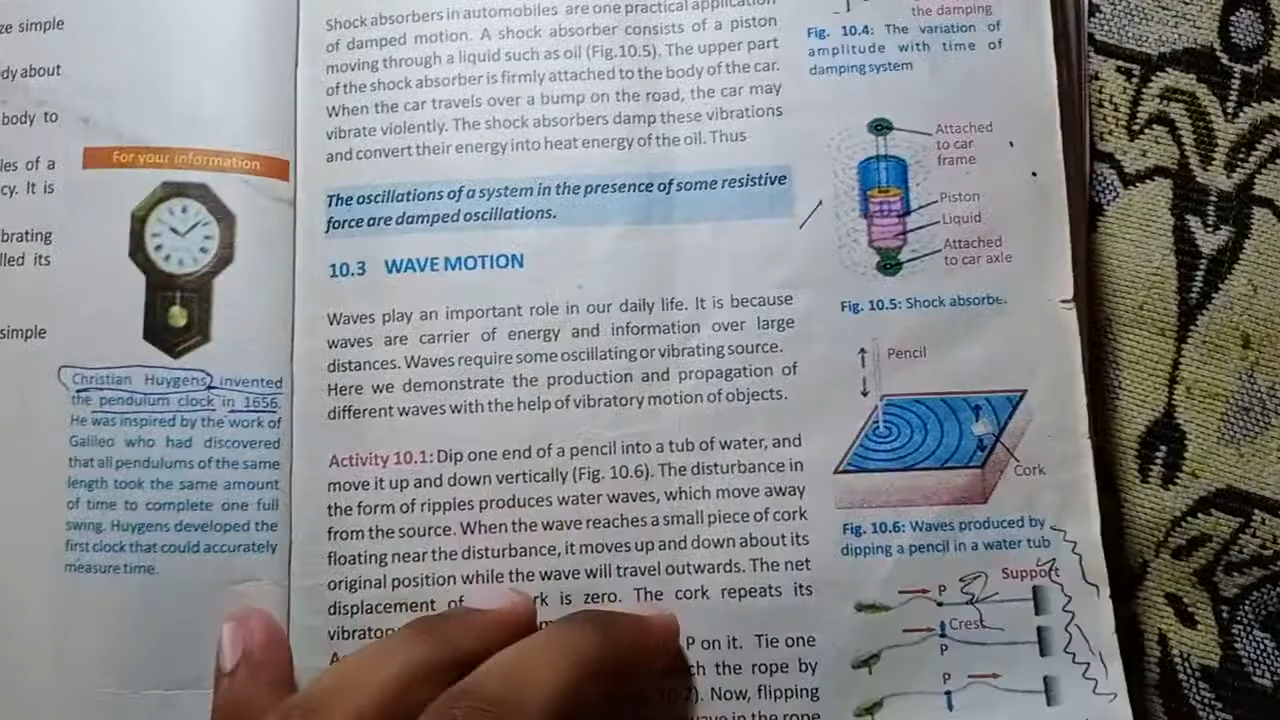 ze simple
dy about
body to
les of a
cy. It is
brating
lled its
simple
For your information
Christian Huygens invented
the pendulum clock in 1656.
He was inspired by the work of
Galileo who had discovered
that all pendulums of the same
length took the same amount
of time to complete one full
swing. Huygens developed the
first clock that could accurately
measure time.
Shock absorbers in automobiles are one practical application
of damped motion. A shock absorber consists of a piston
moving through a liquid such as oil (Fig.10.5). The upper part
of the shock absorber is firmly attached to the body of the car.
When the car travels over a bump on the road, the car may
vibrate violently. The shock absorbers damp these vibrations
and convert their energy into heat energy of the oil. Thus
The oscillations of a system in the presence of some resistive
force are damped oscillations.
10.3 WAVE MOTION
Waves play an important role in our daily life. It is because
waves are carrier of energy and information over large
distances. Waves require some oscillating or vibrating source.
Here we demonstrate the production and propagation of
different waves with the help of vibratory motion of objects.
Activity 10.1: Dip one end of a pencil into a tub of water, and
move it up and down vertically (Fig. 10.6). The disturbance in
the form of ripples produces water waves, which move away
from the source. When the wave reaches a small piece of cork
floating near the disturbance, it moves up and down about its
original position while the wave will travel outwards. The net
displacement of rk is zero. The cork repeats its
vibrator
P on it. Tie one
ch the rope by
10.7). Now, flipping
wave in the rope
the damping
Fig. 10.4: The variation of
amplitude with time of
damping system
Attached
to car
frame
Piston
Liquid
Attached
to car axle
Fig. 10.5: Shock absorbe.
Pencil
Cork
Fig. 10.6: Waves produced by
dipping a pencil in a water tub
Support
P
Crest
P
P